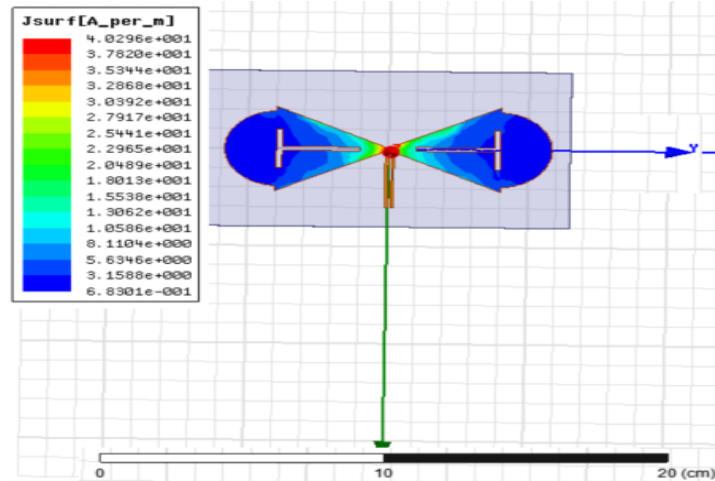 Jsurf[A_per_m]
4.0296e+001
3.7820e+001
3.5344e+001
3.2868e+001
3.0392e+001
2.7917e+001
2.5441e+001
2.2965e+001
2.0489e+001
1.8013e+001
1.5538e+001
1.3062e+001
1.0586e+001
8.1104e+000
5.6346e+000
3.1588e+000
6.8301e-001
Y
0 10 20 (cm)